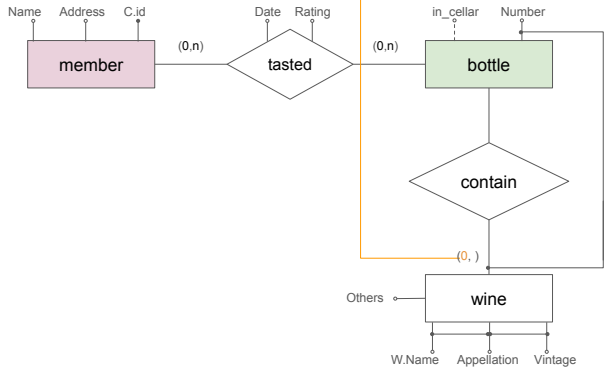 Name Address C.id Date Rating in_cellar Number
(0,n) (0,n)
member tasted bottle
contain
(0, )
Others wine
W.Name Appellation Vintage